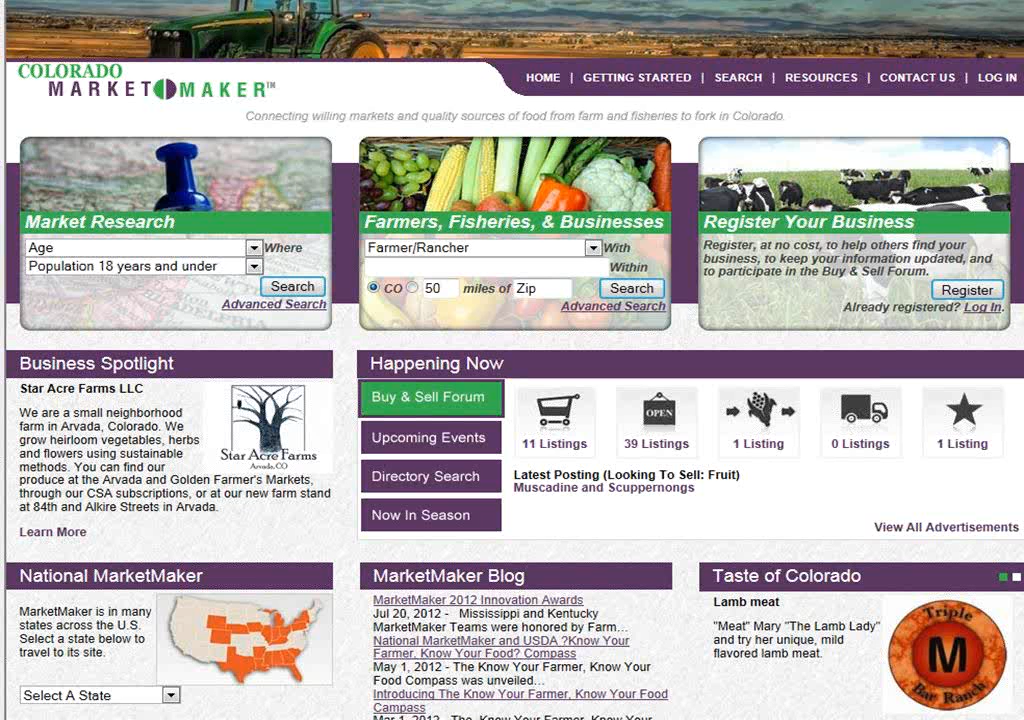 COLORADO
MARKET MAKER TM
HOME | GETTING STARTED | SEARCH | RESOURCES | CONTACT US | LOG IN
Connecting willing markets and quality sources of food from farm and fisheries to fork in Colorado.
Market Research
Age Where
Population 18 years and under
Search
Advanced Search
Farmers, Fisheries, & Businesses
Farmer/Rancher With
Within
CO 50 miles of Zip Search
Advanced Search
Register Your Business
Register, at no cost, to help others find your
business, to keep your information updated, and
to participate in the Buy & Sell Forum.
Register
Already registered? Log In.
Business Spotlight
Star Acre Farms LLC
We are a small neighborhood
farm in Arvada, Colorado. We
grow heirloom vegetables, herbs
and flowers using sustainable
methods. You can find our
produce at the Arvada and Golden Farmer's Markets,
through our CSA subscriptions, or at our new farm stand
at 84th and Alkire Streets in Arvada.
Star Acre Farms
Arvada, CO
Learn More
Happening Now
Buy & Sell Forum
Upcoming Events
Directory Search
Now In Season
OPEN
11 Listings
39 Listings
1 Listing
0 Listings
1 Listing
Latest Posting (Looking To Sell: Fruit)
Muscadine and Scuppernongs
View All Advertisements
National MarketMaker
MarketMaker is in many
states across the U.S.
Select a state below to
travel to its site.
Select A State
MarketMaker Blog
MarketMaker 2012 Innovation Awards
Jul 20, 2012 - Mississippi and Kentucky
MarketMaker Teams were honored by Farm...
National MarketMaker and USDA ?Know Your
Farmer, Know Your Food? Compass
May 1, 2012 - The Know Your Farmer, Know Your
Food Compass was unveiled...
Introducing The Know Your Farmer, Know Your Food
Campass
Mar 1, 2012 - The Know Your Farmer, Know Your
Taste of Colorado
Lamb meat
"Meat" Mary "The Lamb Lady"
and try her unique, mild
flavored lamb meat.
Triple
M
Bar Ranch